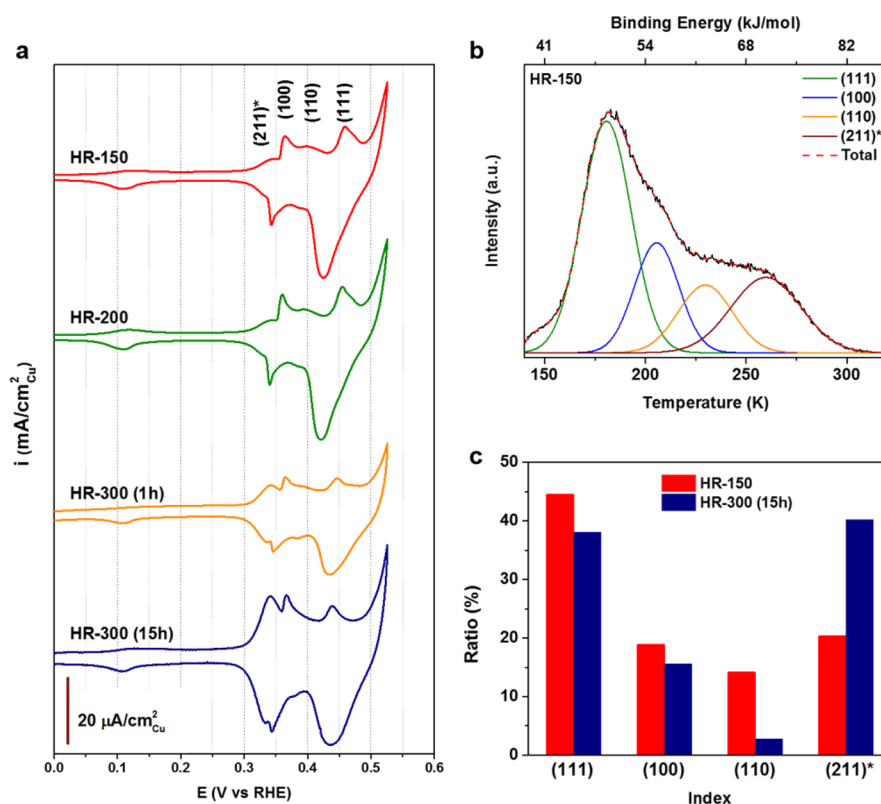 a
(211)*
(100)
(110)
(111)
HR-150
HR-200
HR-300 (1h)
HR-300 (15h)
20 μA/cm²Cu
i (mA/cm²Cu)
0.0 0.1 0.2 0.3 0.4 0.5 0.6
E (V vs RHE)
b
Binding Energy (kJ/mol)
41 54 68 82
HR-150
(111)
(100)
(110)
(211)*
Total
Intensity (a.u.)
150 200 250 300
Temperature (K)
c
50
40
30
20
10
0
Ratio (%)
HR-150
HR-300 (15h)
(111) (100) (110) (211)*
Index